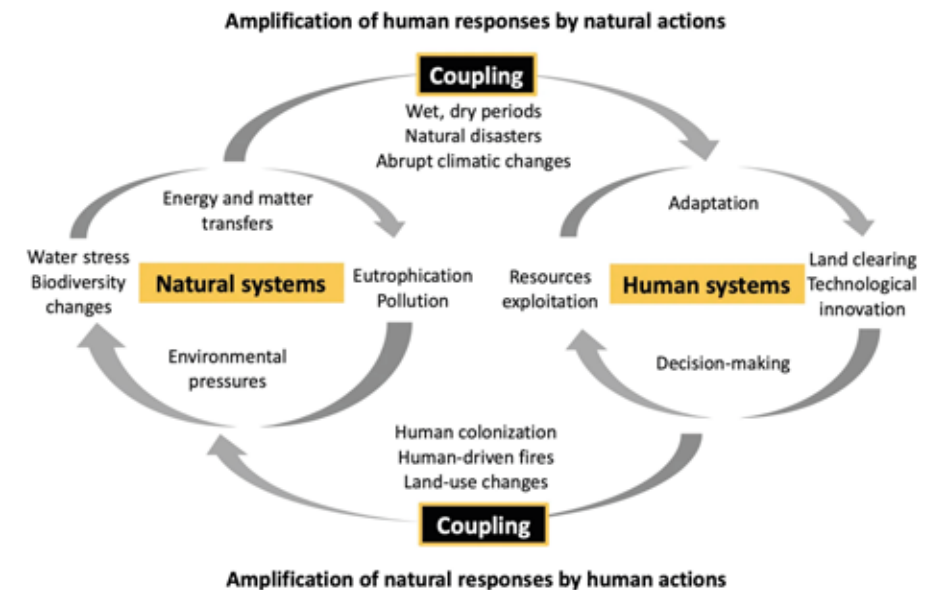 Amplification of human responses by natural actions
Coupling
Wet, dry periods
Natural disasters
Abrupt climatic changes
Energy and matter
transfers
Adaptation
Water stress
Biodiversity
changes
Natural systems
Eutrophication
Pollution
Resources
exploitation
Human systems
Land clearing
Technological
innovation
Environmental
pressures
Decision-making
Human colonization
Human-driven fires
Land-use changes
Coupling
Amplification of natural responses by human actions